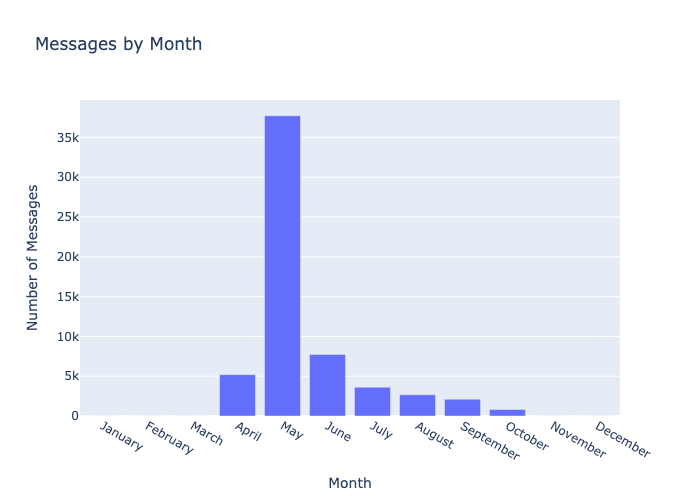 Messages by Month
Number of Messages
35k
30k
25k
20k
15k
10k
5k
0
January
February
March
April
May
June
July
August
September
October
November
December
Month